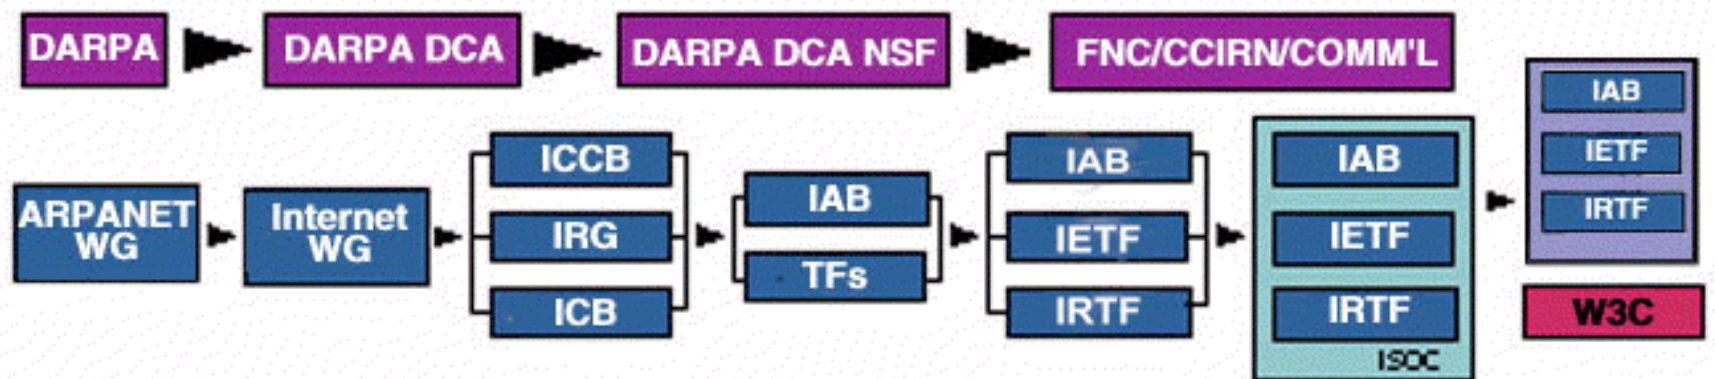 DARPA
DARPA DCA
DARPA DCA NSF
FNC/CCIRN/COMM'L
ARPANET
WG
Internet
WG
ICCB
IRG
ICB
IAB
TFs
IAB
IETF
IRTF
IAB
IETF
IRTF
ISOC
IAB
IETF
IRTF
W3C